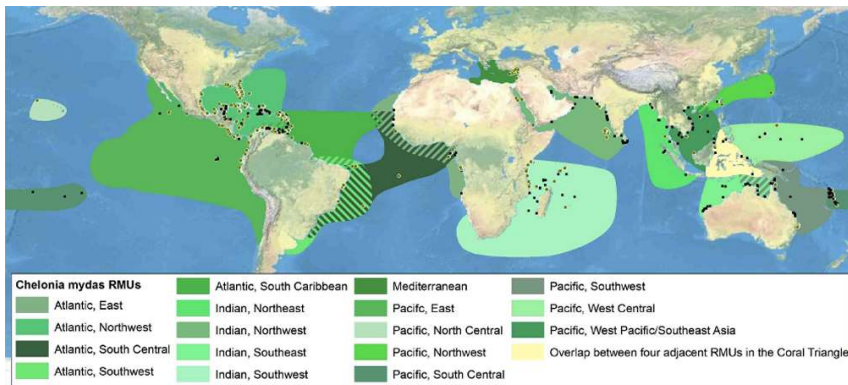 Chelonia mydas RMUs
Atlantic, East
Atlantic, Northwest
Atlantic, South Central
Atlantic, Southwest
Atlantic, South Caribbean
Indian, Northeast
Indian, Northwest
Indian, Southeast
Indian, Southwest
Mediterranean
Pacifc, East
Pacific, North Central
Pacific, Northwest
Pacific, South Central
Pacific, Southwest
Pacifc, West Central
Pacific, West Pacific/Southeast Asia
Overlap between four adjacent RMUs in the Coral Triangle